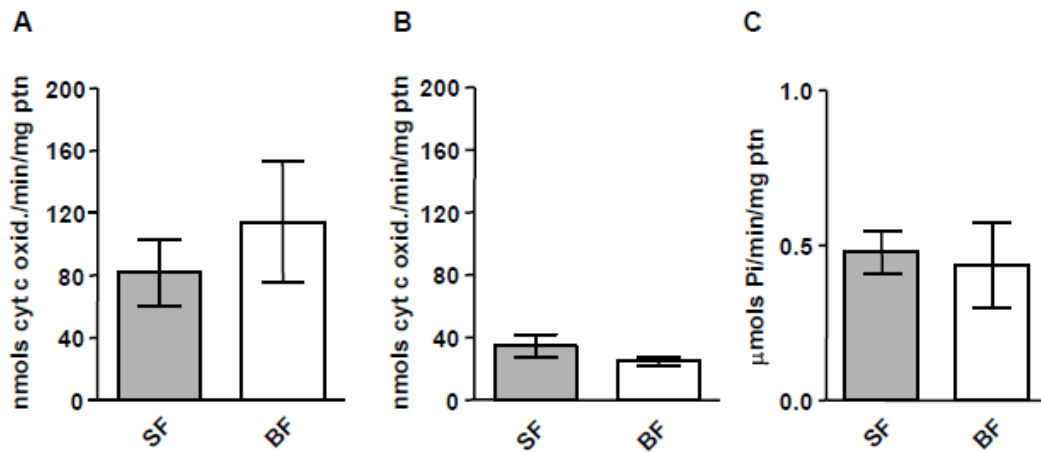 A
nmols cyt c oxid./min/mg ptn
200
160
120
80
40
0
SF
BF
B
nmols cyt c oxid./min/mg ptn
200
160
120
80
40
0
SF
BF
C
μmols Pi/min/mg ptn
1.0
0.5
0.0
SF
BF